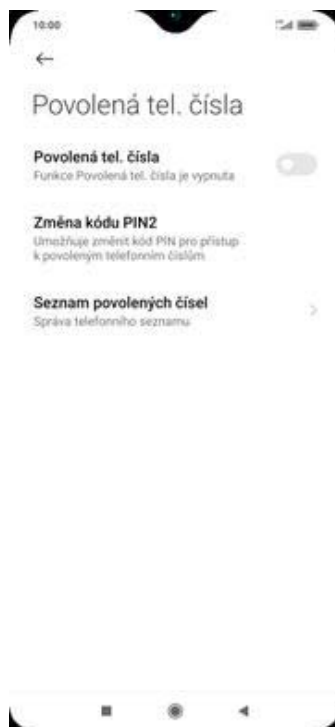 10:00
Povolená tel. čísla
Povolená tel. čísla
Funkce Povolená tel. čísla je vypnuta
Změna kódu PIN2
Umožňuje změnit kód PIN pro přístup
k povoleným telefonním číslům
Seznam povolených čísel
Správa telefonního seznamu